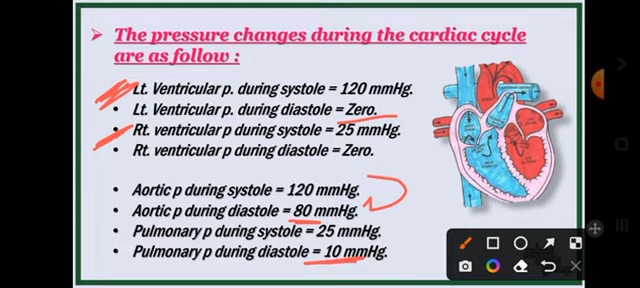 The pressure changes during the cardiac cycle
are as follow :
Lt. Ventricular p. during systole = 120 mmHg.
Lt. Ventricular p. during diastole = Zero.
Rt. ventricular p during systole = 25 mmHg.
Rt. ventricular p during diastole = Zero.
Aortic p during systole = 120 mmHg.
Aortic p during diastole = 80 mmHg.
Pulmonary p during systole = 25 mmHg.
Pulmonary p during diastole = 10 mmHg.